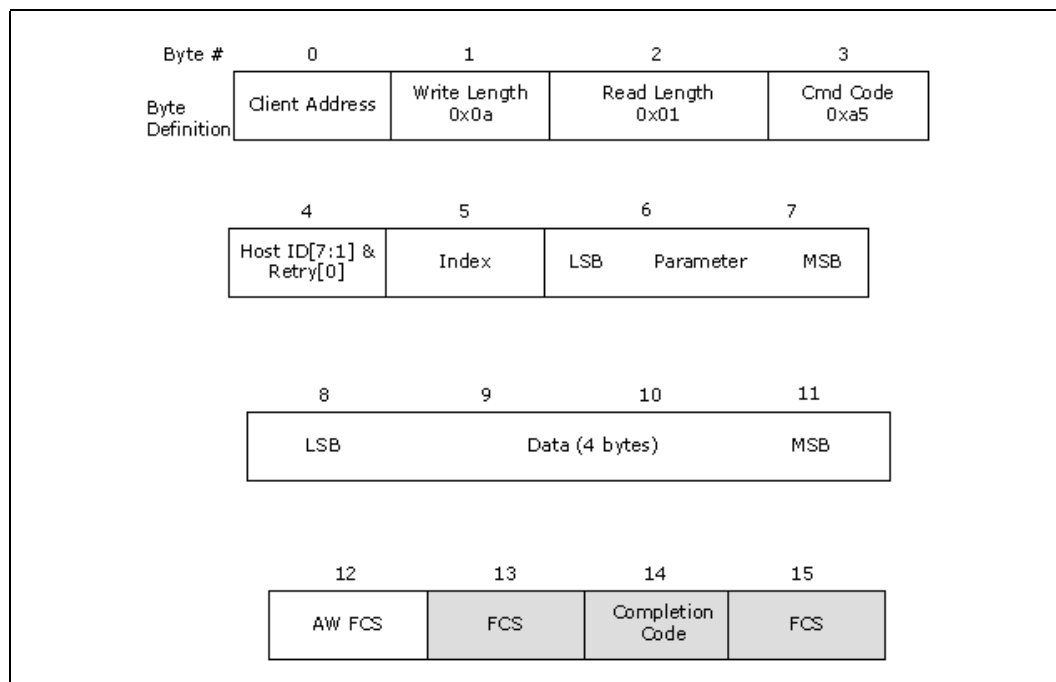 Byte # 0 1 2 3
Byte Definition
Client Address
Write Length
0x0a
Read Length
0x01
Cmd Code
0xa5
4 5 6 7
Host ID[7:1] &
Retry[0]
Index
LSB Parameter MSB
8 9 10 11
LSB Data (4 bytes) MSB
12 13 14 15
AW FCS
FCS
Completion
Code
FCS